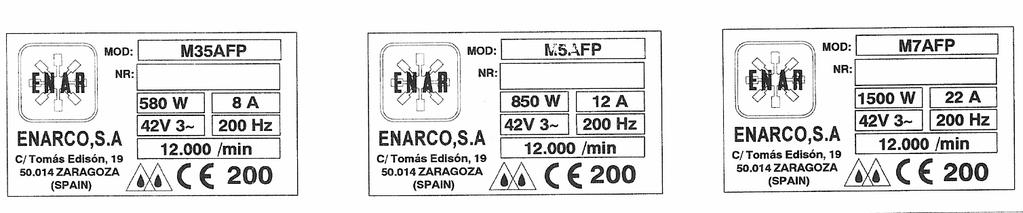 MOD: M35AFP
ENAR
NR:
580 W 8 A
42V 3~ 200 Hz
ENARCO,S.A
12.000 /min
C/ Tomás Edisón, 19
50.014 ZARAGOZA
(SPAIN)
CE 200
MOD: M5AFP
ENAR
NR:
850 W 12 A
42V 3~ 200 Hz
ENARCO,S.A
12.000 /min
C/ Tomás Edisón, 19
50.014 ZARAGOZA
(SPAIN)
CE 200
MOD: M7AFP
ENAR
NR:
1500 W 22 A
42V 3~ 200 Hz
ENARCO,S.A
12.000 /min
C/ Tomás Edisón, 19
50.014 ZARAGOZA
(SPAIN)
CE 200